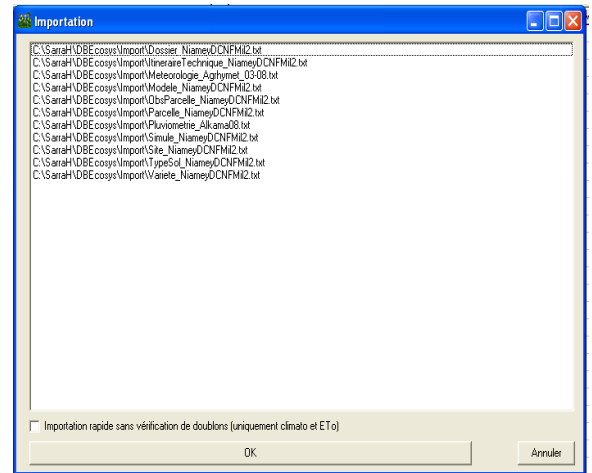 Importation
C:\SarraH\DBEcosys\Import\Dossier_NiameyDCNFMil2.txt
C:\SarraH\DBEcosys\Import\ItineraireTechnique_NiameyDCNFMil2.txt
C:\SarraH\DBEcosys\Import\Meteorologie_Agrhymet_03-08.txt
C:\SarraH\DBEcosys\Import\Modele_NiameyDCNFMil2.txt
C:\SarraH\DBEcosys\Import\ObsParcelle_NiameyDCNFMil2.txt
C:\SarraH\DBEcosys\Import\Parcelle_NiameyDCNFMil2.txt
C:\SarraH\DBEcosys\Import\Pluviometrie_Alkama08.txt
C:\SarraH\DBEcosys\Import\Simule_NiameyDCNFMil2.txt
C:\SarraH\DBEcosys\Import\Site_NiameyDCNFMil2.txt
C:\SarraH\DBEcosys\Import\TypeSol_NiameyDCNFMil2.txt
C:\SarraH\DBEcosys\Import\Variete_NiameyDCNFMil2.txt
Importation rapide sans vérification de doublons (uniquement climato et ETo)
OK
Annuler